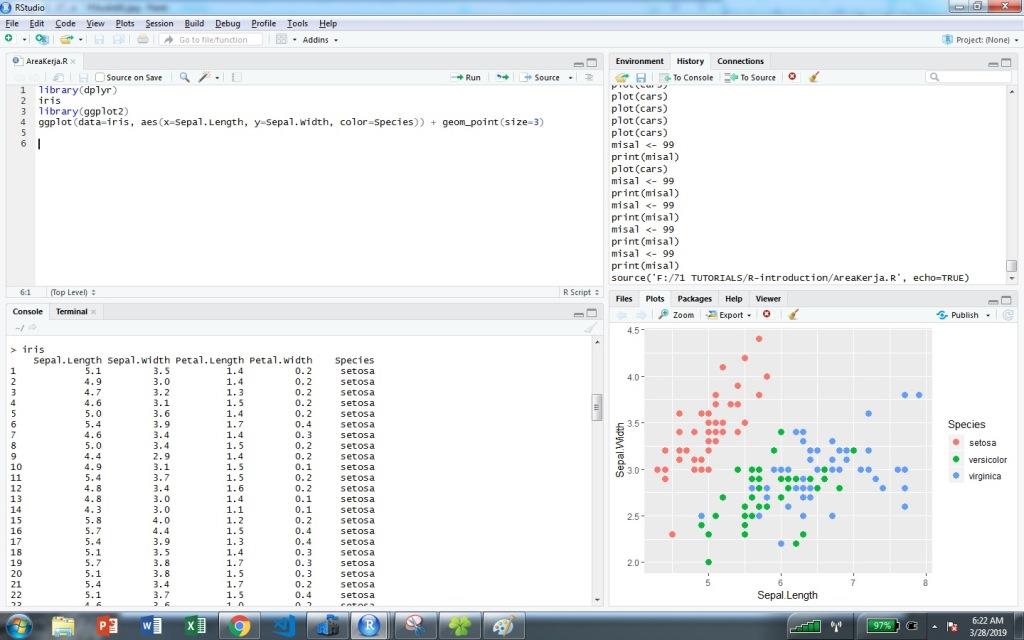 RStudio
File Edit Code View Plots Session Build Debug Profile Tools Help
Go to file/function Addins Project: (None)
AreaKerja.R
Source on Save Run Source
1 library(dplyr)
2 iris
3 library(ggplot2)
4 ggplot(data=iris, aes(x=Sepal.Length, y=Sepal.Width, color=Species)) + geom_point(size=3)
5
6
6:1 (Top Level) R Script
Console Terminal
~/
> iris
Sepal.Length Sepal.Width Petal.Length Petal.Width Species
1 5.1 3.5 1.4 0.2 setosa
2 4.9 3.0 1.4 0.2 setosa
3 4.7 3.2 1.3 0.2 setosa
4 4.6 3.1 1.5 0.2 setosa
5 5.0 3.6 1.4 0.2 setosa
6 5.4 3.9 1.7 0.4 setosa
7 4.6 3.4 1.4 0.3 setosa
8 5.0 3.4 1.5 0.2 setosa
9 4.4 2.9 1.4 0.2 setosa
10 4.9 3.1 1.5 0.1 setosa
11 5.4 3.7 1.5 0.2 setosa
12 4.8 3.4 1.6 0.2 setosa
13 4.8 3.0 1.4 0.1 setosa
14 4.3 3.0 1.1 0.1 setosa
15 5.8 4.0 1.2 0.2 setosa
16 5.7 4.4 1.5 0.4 setosa
17 5.4 3.9 1.3 0.4 setosa
18 5.1 3.5 1.4 0.3 setosa
19 5.7 3.8 1.7 0.3 setosa
20 5.1 3.8 1.5 0.3 setosa
21 5.4 3.4 1.7 0.2 setosa
22 5.1 3.7 1.5 0.4 setosa
23 4.6 3.6 1.0 0.2 setosa
Environment History Connections
To Console To Source
plot(cars)
plot(cars)
plot(cars)
plot(cars)
plot(cars)
misal <- 99
print(misal)
plot(cars)
misal <- 99
print(misal)
misal <- 99
print(misal)
misal <- 99
print(misal)
misal <- 99
print(misal)
source('F:/71 TUTORIALS/R-introduction/AreaKerja.R', echo=TRUE)
Files Plots Packages Help Viewer
Zoom Export Publish
4.5
4.0
3.5
3.0
2.5
2.0
Sepal.Width
5 6 7 8
Sepal.Length
Species
setosa
versicolor
virginica
97%
6:22 AM
3/28/2019